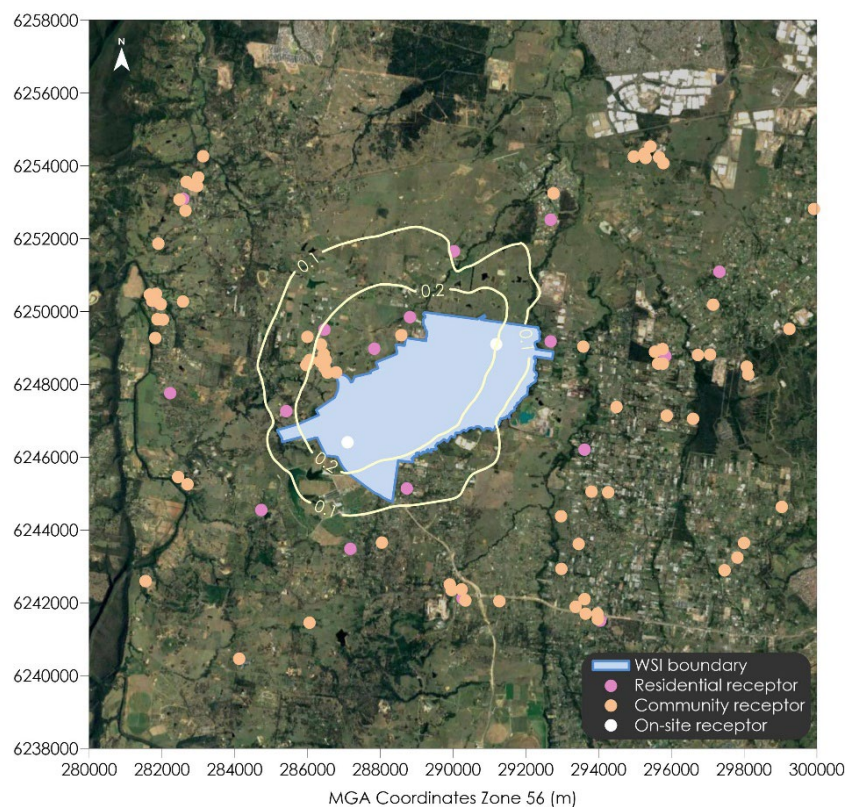 6258000
N
6256000
6254000
6252000
0.1
6250000
0.2
0.1
6248000
6246000
0.2
6244000
0.1
6242000
6240000
WSI boundary
Residential receptor
Community receptor
On-site receptor
6238000
280000 282000 284000 286000 288000 290000 292000 294000 296000 298000 300000
MGA Coordinates Zone 56 (m)